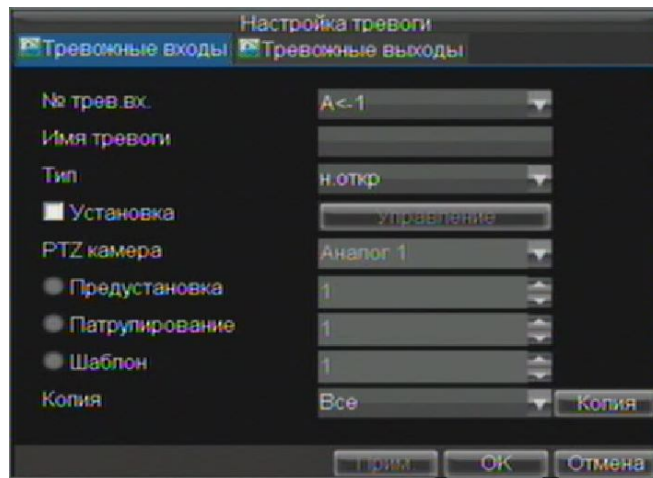 Настройка тревоги
Тревожные входы Тревожные выходы
№ трев.вх. A<-1
Имя тревоги
Тип н.откр
Установка Управление
PTZ камера Аналог 1
Предустановка 1
Патрулирование 1
Шаблон 1
Копия Все Копия
Прим OK Отмена